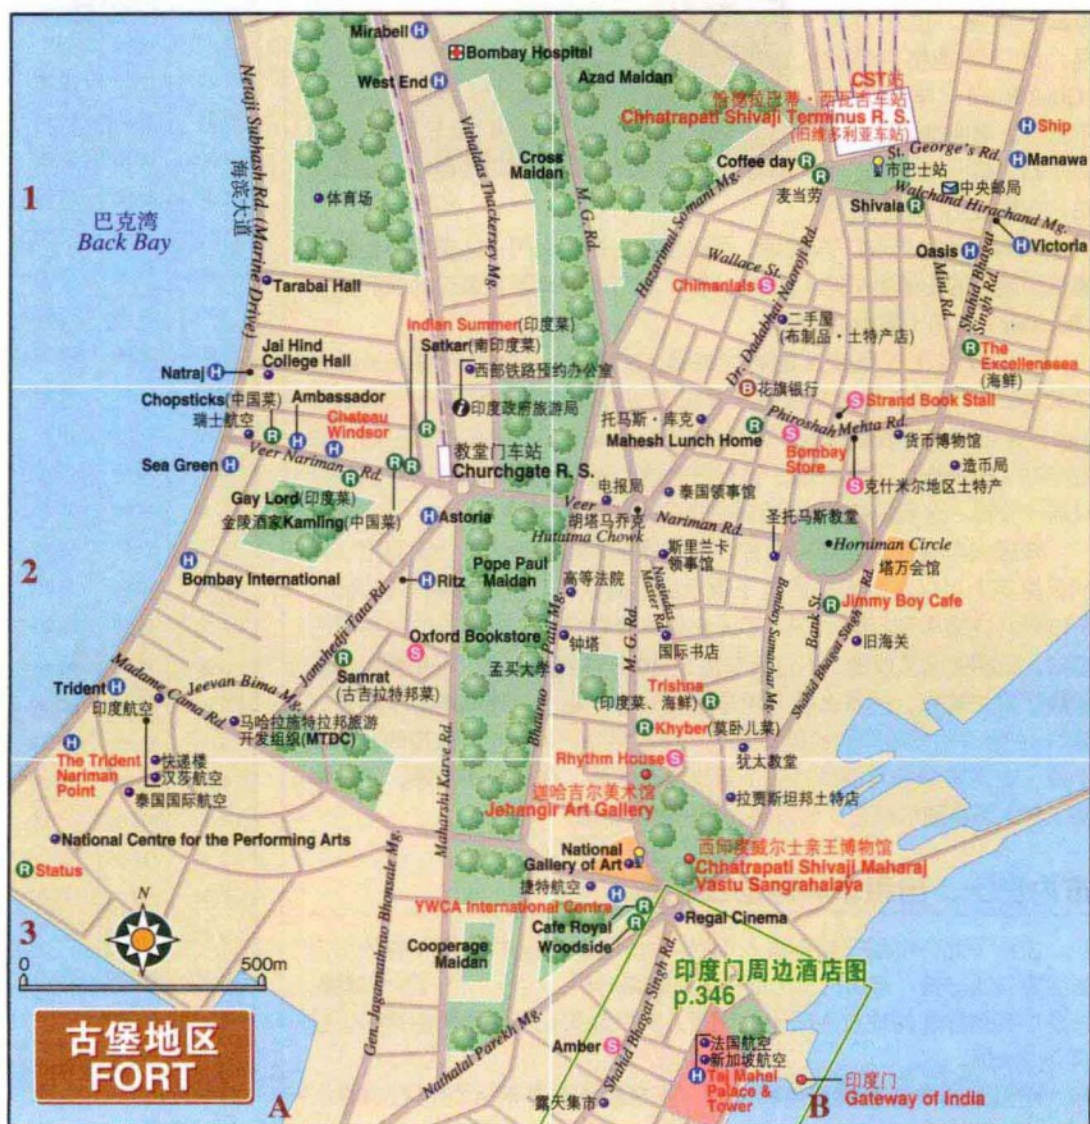 Mirabell
Bombay Hospital
West End
Azad Maidan
CST站
恰德拉巴蒂·西瓦吉车站
Chhatrapati Shivaji Terminus R. S.
(旧维多利亚车站)
Ship
St. George's Rd.
Manawa
Netaji Subhash Rd. (Marine Drive)
海滨大道
Vithaldas Thackersey Mg.
Cross
Maidan
M. G. Rd.
Hazarimal Somani Mg.
Coffee day
麦当劳
市巴士站
中央邮局
Walchand Hirachand Mg.
Shivala
1
体育场
巴克湾
Back Bay
Victoria
Oasis
Wallace St.
Chimanlals
Dr. Dadabhai Naoroji Rd.
Mint Rd.
Shahid Bhagat
Singh Rd.
Tarabai Hall
二手屋
(布制品·土特产店)
Indian Summer(印度菜)
Satkar(南印度菜)
The
Excellenssea
(海鲜)
Jai Hind
College Hall
Natraj
西部铁路预约办公室
花旗银行
Strand Book Stall
Chopsticks(中国菜)
Ambassador
瑞士航空
Chateau
Windsor
印度政府旅游局
托马斯·库克
Mahesh Lunch Home
Phiroshah Mehta Rd.
Bombay
Store
货币博物馆
造币局
Sea Green
Veer Nariman Rd.
教堂门车站
Churchgate R. S.
克什米尔地区土特产
Gay Lord(印度菜)
金陵酒家Kamling(中国菜)
电报局
泰国领事馆
Veer Nariman Rd.
胡塔马乔克
Hutatma Chowk
圣托马斯教堂
Astoria
Horniman Circle
2
Bombay International
Ritz
Pope Paul
Maidan
高等法院
斯里兰卡
领事馆
塔万会馆
Jimmy Boy Cafe
Nagindas
Master Rd.
Bombay Samachar Mg.
Bank St.
Shahid Bhagat Singh Rd.
Jamshedji Tata Rd.
Oxford Bookstore
钟塔
国际书店
旧海关
孟买大学
Bhaurao Patil Mg.
M. G. Rd.
Samrat
(古吉拉特邦菜)
Trident
印度航空
Madame Cama Rd.
Jeevan Bima Mg.
马哈拉施特拉邦旅游
开发组织(MTDC)
Trishna
(印度菜、海鲜)
Khyber(莫卧儿菜)
The Trident
Nariman
Point
快递楼
汉莎航空
泰国国际航空
Maharshi Karve Rd.
Rhythm House
犹太教堂
迦哈吉尔美术馆
Jehangir Art Gallery
拉贾斯坦邦土特店
National Centre for the Performing Arts
National
Gallery of Art
西印度威尔士亲王博物馆
Chhatrapati Shivaji Maharaj
Vastu Sangrahalaya
Status
捷特航空
YWCA International Centre
Cafe Royal
Woodside
Regal Cinema
N
3
0
500m
Gen. Jagannathrao Bhonsale Mg.
Cooperage
Maidan
印度门周边酒店图
p.346
Nathalal Parekh Mg.
Shahid Bhagat Singh Rd.
古堡地区
FORT
Amber
法国航空
新加坡航空
Taj Mahal
Palace &
Tower
印度门
Gateway of India
露天集市
A
B